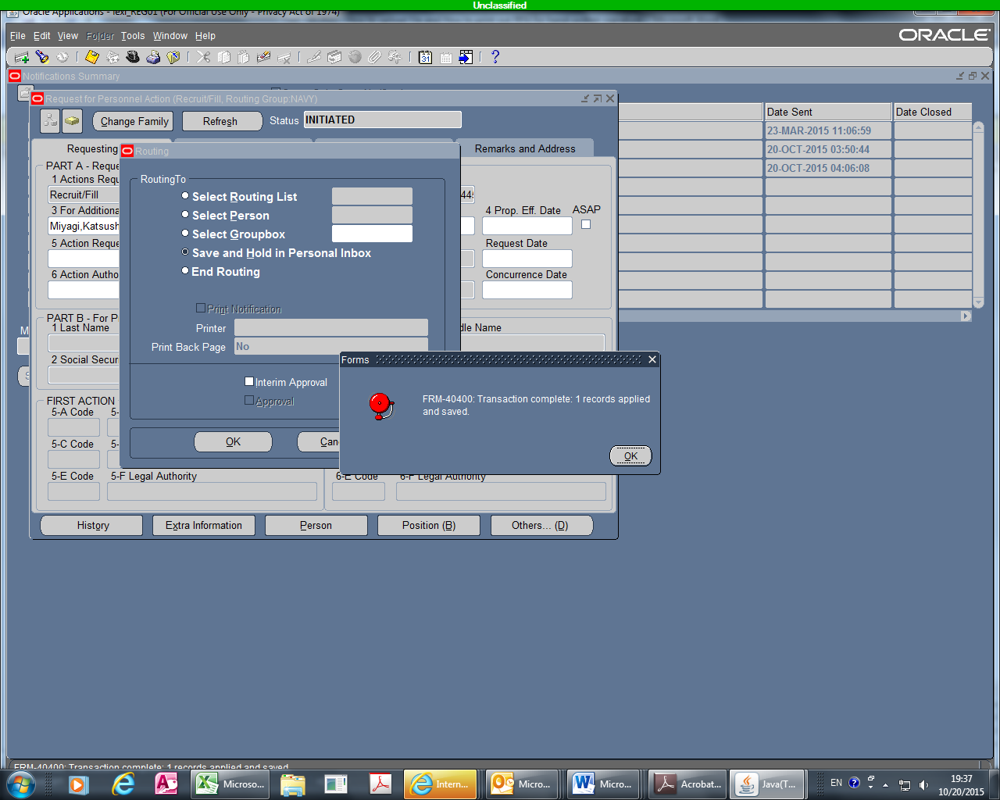 Unclassified
Oracle Applications - Texi_REG01 (For Official Use Only - Privacy Act of 1974)
File Edit View Folder Tools Window Help
ORACLE
Notifications Summary
Request for Personnel Action (Recruit/Fill, Routing Group:NAVY)
Change Family Refresh Status INITIATED
Date Sent Date Closed
23-MAR-2015 11:06:59
20-OCT-2015 03:50:44
20-OCT-2015 04:06:08
Requesting Remarks and Address
Routing
PART A - Reque
1 Actions Requ
Recruit/Fill
3 For Additiona
Miyagi,Katsush
5 Action Reque
6 Action Autho
4 Prop. Eff. Date ASAP
Request Date
Concurrence Date
RoutingTo
Select Routing List
Select Person
Select Groupbox
Save and Hold in Personal Inbox
End Routing
Print Notification
Printer
Print Back Page No
Interim Approval
Approval
OK Canc
PART B - For P
1 Last Name dle Name
2 Social Secur
FIRST ACTION
5-A Code 5-
5-C Code 5-
5-E Code 5-F Legal Authority 6-E Code 6-F Legal Authority
Forms
FRM-40400: Transaction complete: 1 records applied
and saved.
OK
History Extra Information Person Position (B) Others... (D)
FRM-40400: Transaction complete: 1 records applied and saved.
Microso... Intern... Micro... Micro... Acrobat... Java(T...
EN
19:37
10/20/2015